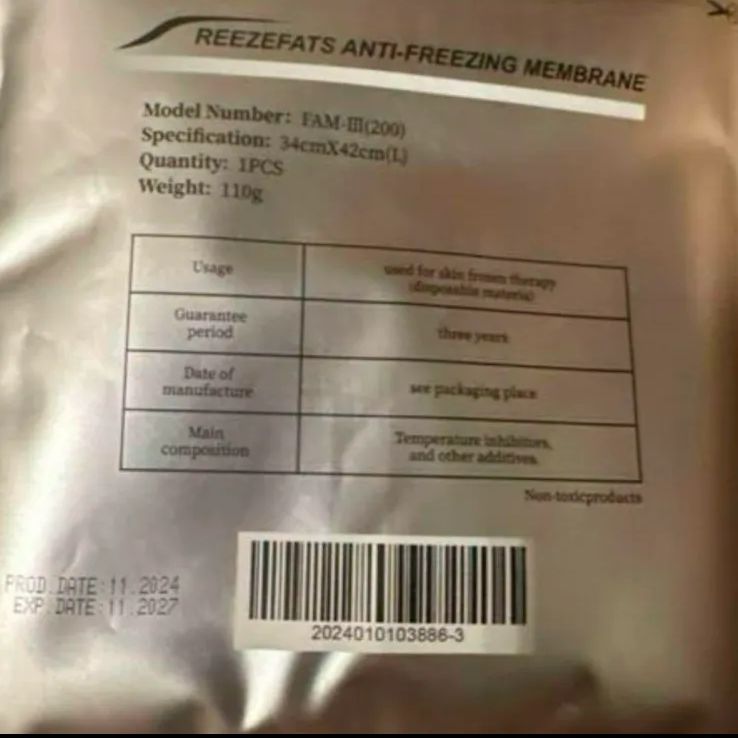 REEZEFATS ANTI-FREEZING MEMBRANE
Model Number: FAM-III(200)
Specification: 34cmX42cm(L)
Quantity: 1PCS
Weight: 110g
Usage
used for skin frozen therapy
(disposable material)
Guarantee
period
three years
Date of
manufacture
see packaging place
Main
composition
Temperature inhibitors,
and other additives.
Non-toxicproducts
PROD.DATE:11.2024
EXP.DATE:11.2027
2024010103886-3